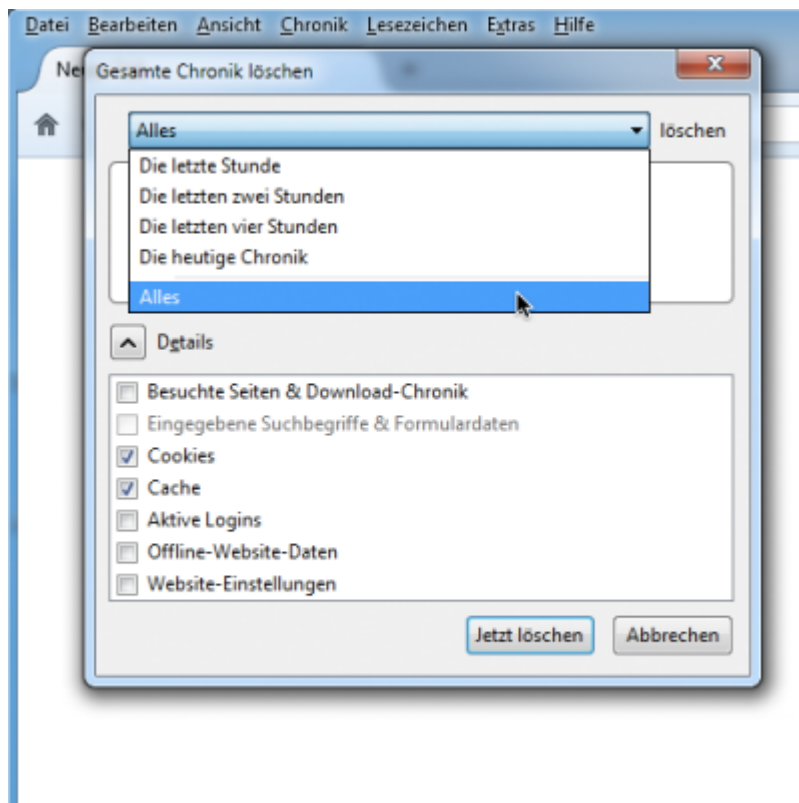 Datei Bearbeiten Ansicht Chronik Lesezeichen Extras Hilfe
Gesamte Chronik löschen
Alles löschen
Die letzte Stunde
Die letzten zwei Stunden
Die letzten vier Stunden
Die heutige Chronik
Alles
Details
Besuchte Seiten & Download-Chronik
Eingegebene Suchbegriffe & Formulardaten
Cookies
Cache
Aktive Logins
Offline-Website-Daten
Website-Einstellungen
Jetzt löschen Abbrechen